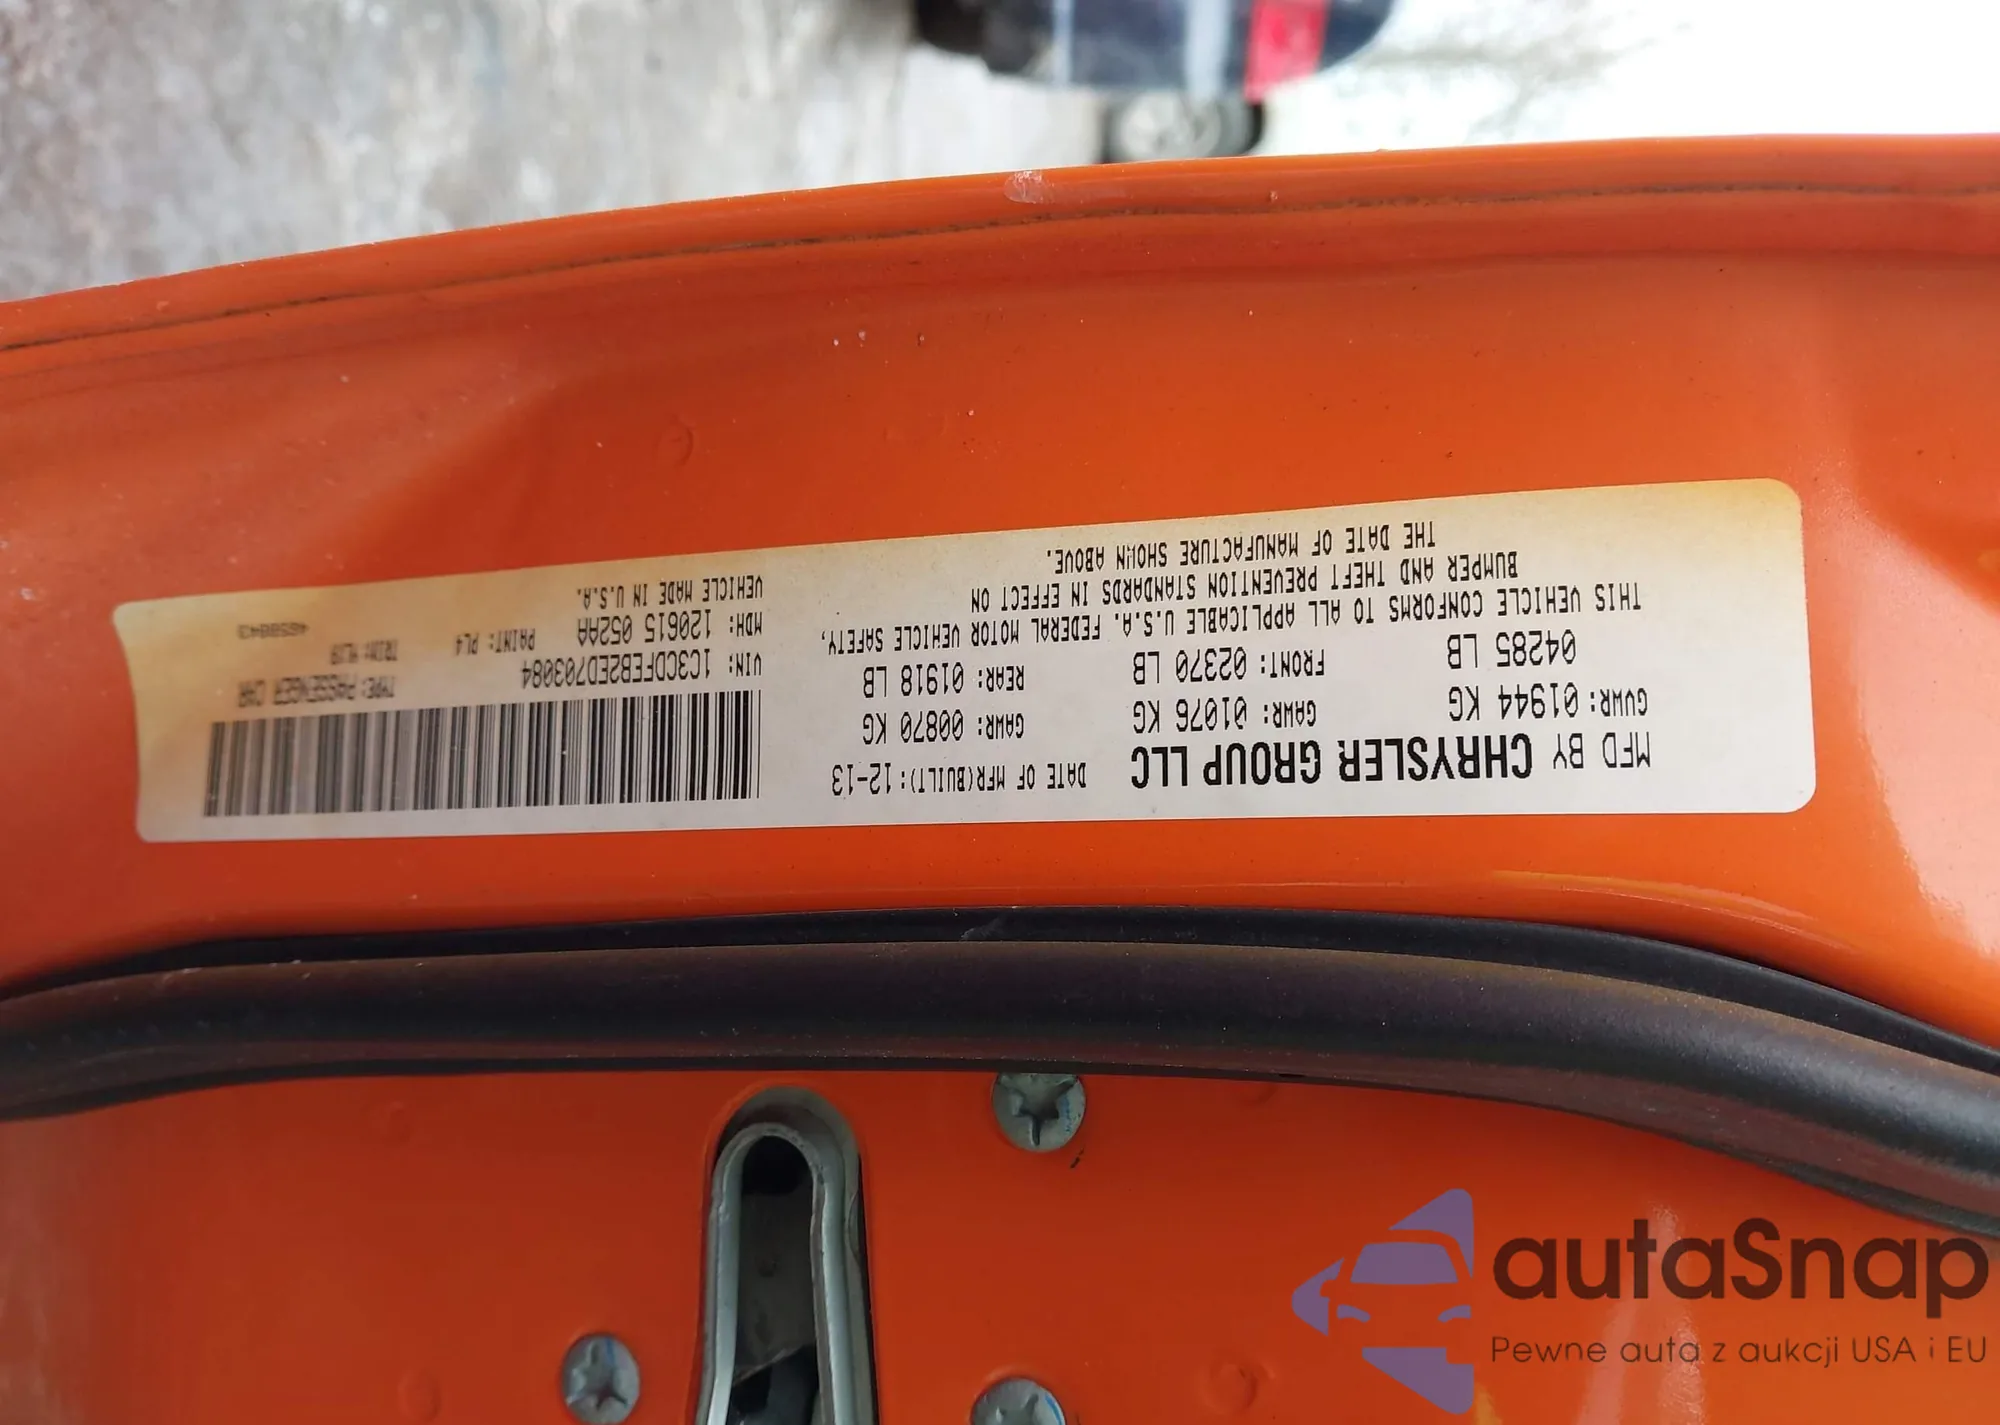 MFD BY CHRYSLER GROUP LLC
DATE OF MFR(BUILT): 12-13
GVWR: 01944 KG
04285 LB
GAWR: 01076 KG
FRONT: 02370 LB
GAWR: 00870 KG
REAR: 01918 LB
THIS VEHICLE CONFORMS TO ALL APPLICABLE U.S.A. FEDERAL MOTOR VEHICLE SAFETY,
BUMPER AND THEFT PREVENTION STANDARDS IN EFFECT ON
THE DATE OF MANUFACTURE SHOWN ABOVE.
VIN: 1C3CDFEB2ED703084
TYPE: PASSENGER CAR
MDH: 120615 052AA
PAINT: PL4
TRIM:
VEHICLE MADE IN U.S.A.
autaSnap
Pewne auta z aukcji USA i EU